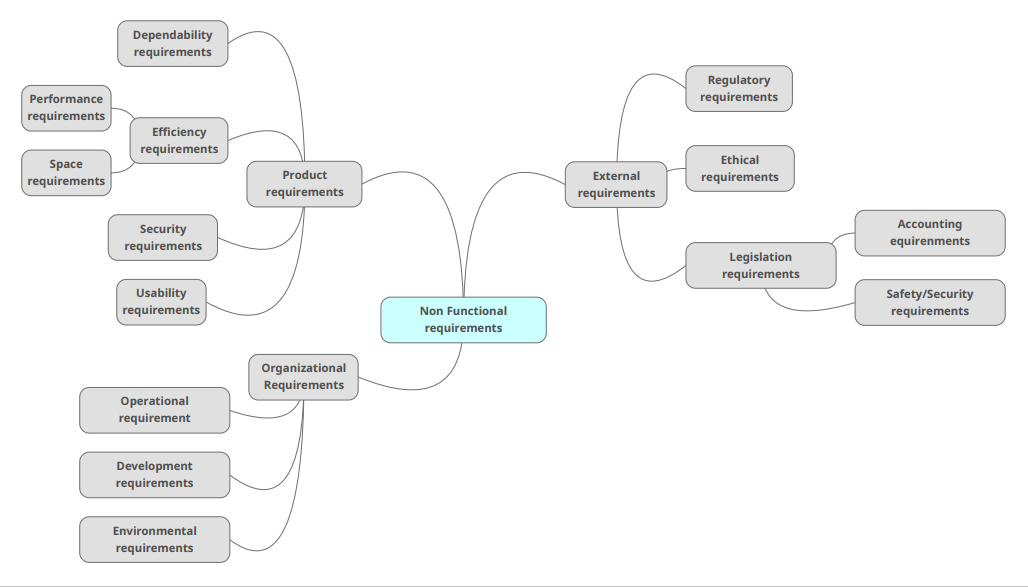 Dependability
requirements
Performance
requirements
Efficiency
requirements
Space
requirements
Product
requirements
Security
requirements
Usability
requirements
Non Functional
requirements
Organizational
Requirements
Operational
requirement
Development
requirements
Environmental
requirements
Regulatory
requirements
Ethical
requirements
External
requirements
Accounting
equirenments
Legislation
requirements
Safety/Security
requirements